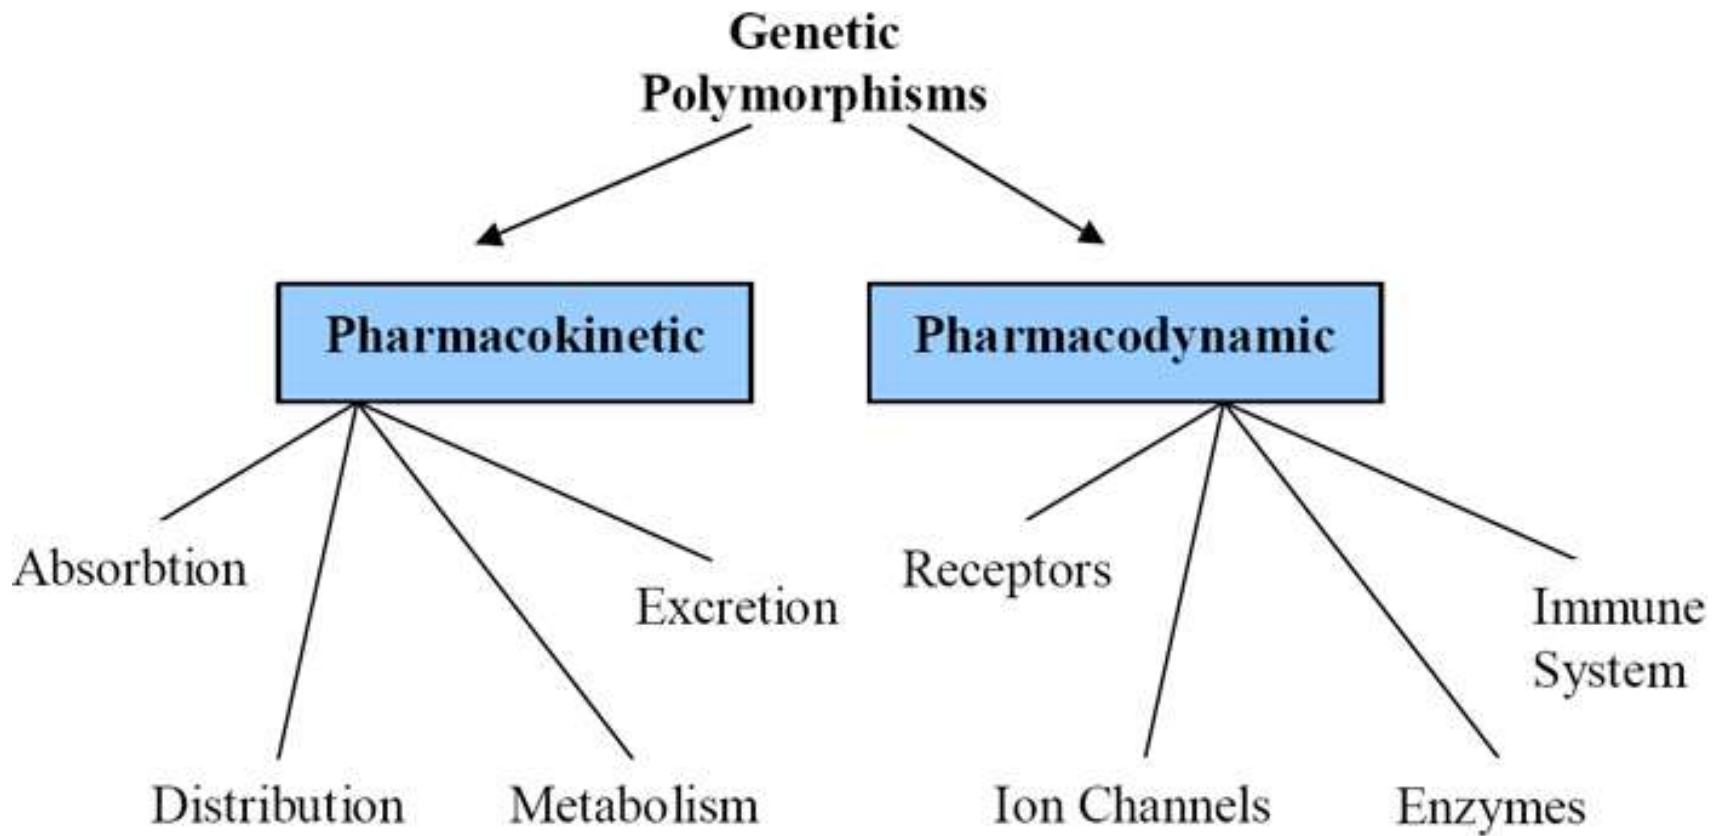 Genetic
Polymorphisms
Pharmacokinetic
Pharmacodynamic
Absorbtion
Excretion
Distribution
Metabolism
Receptors
Immune
System
Ion Channels
Enzymes